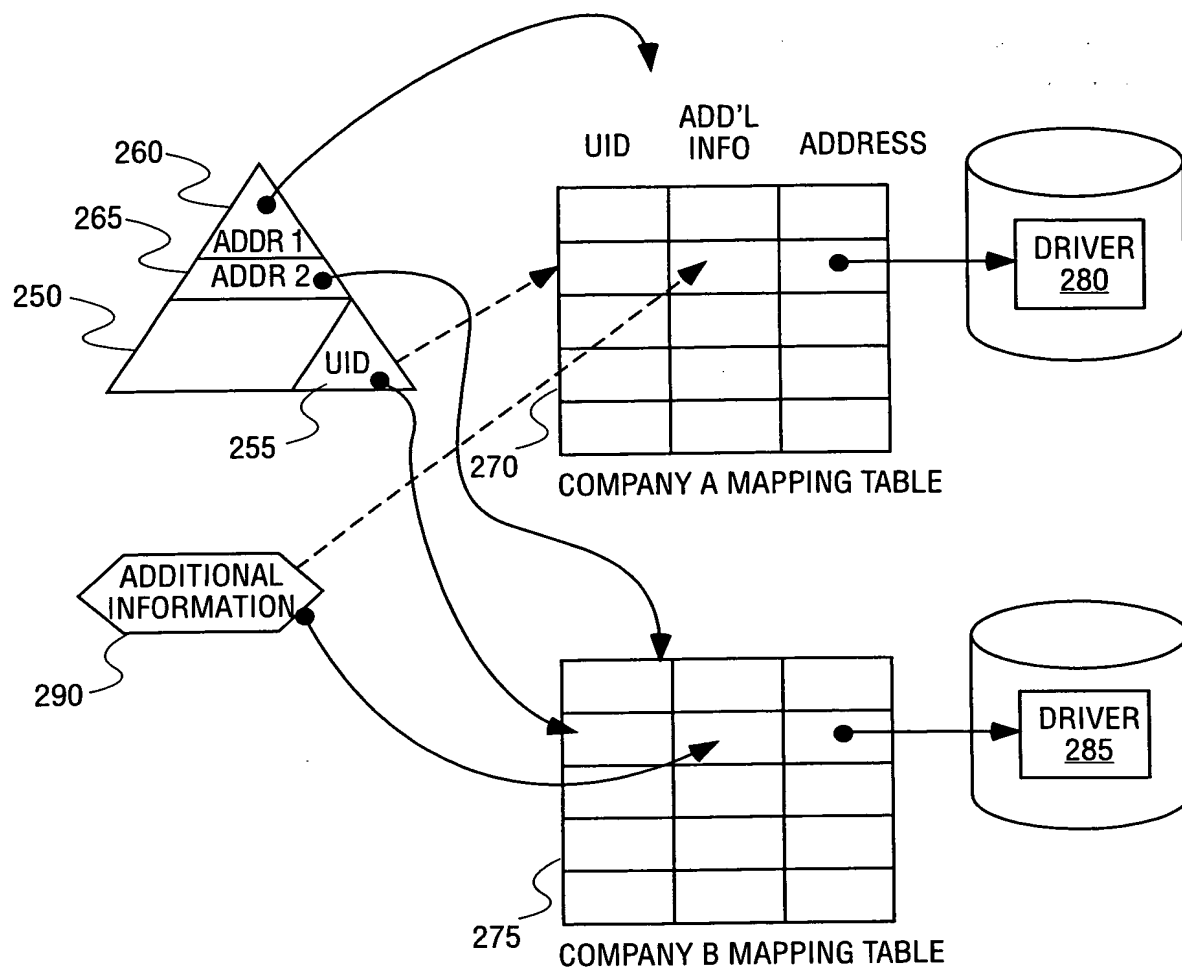 ADD'L
UID INFO ADDRESS
260
265
ADDR 1
ADDR 2
250
DRIVER
280
UID
255
270
COMPANY A MAPPING TABLE
ADDITIONAL
INFORMATION
290
DRIVER
285
275
COMPANY B MAPPING TABLE